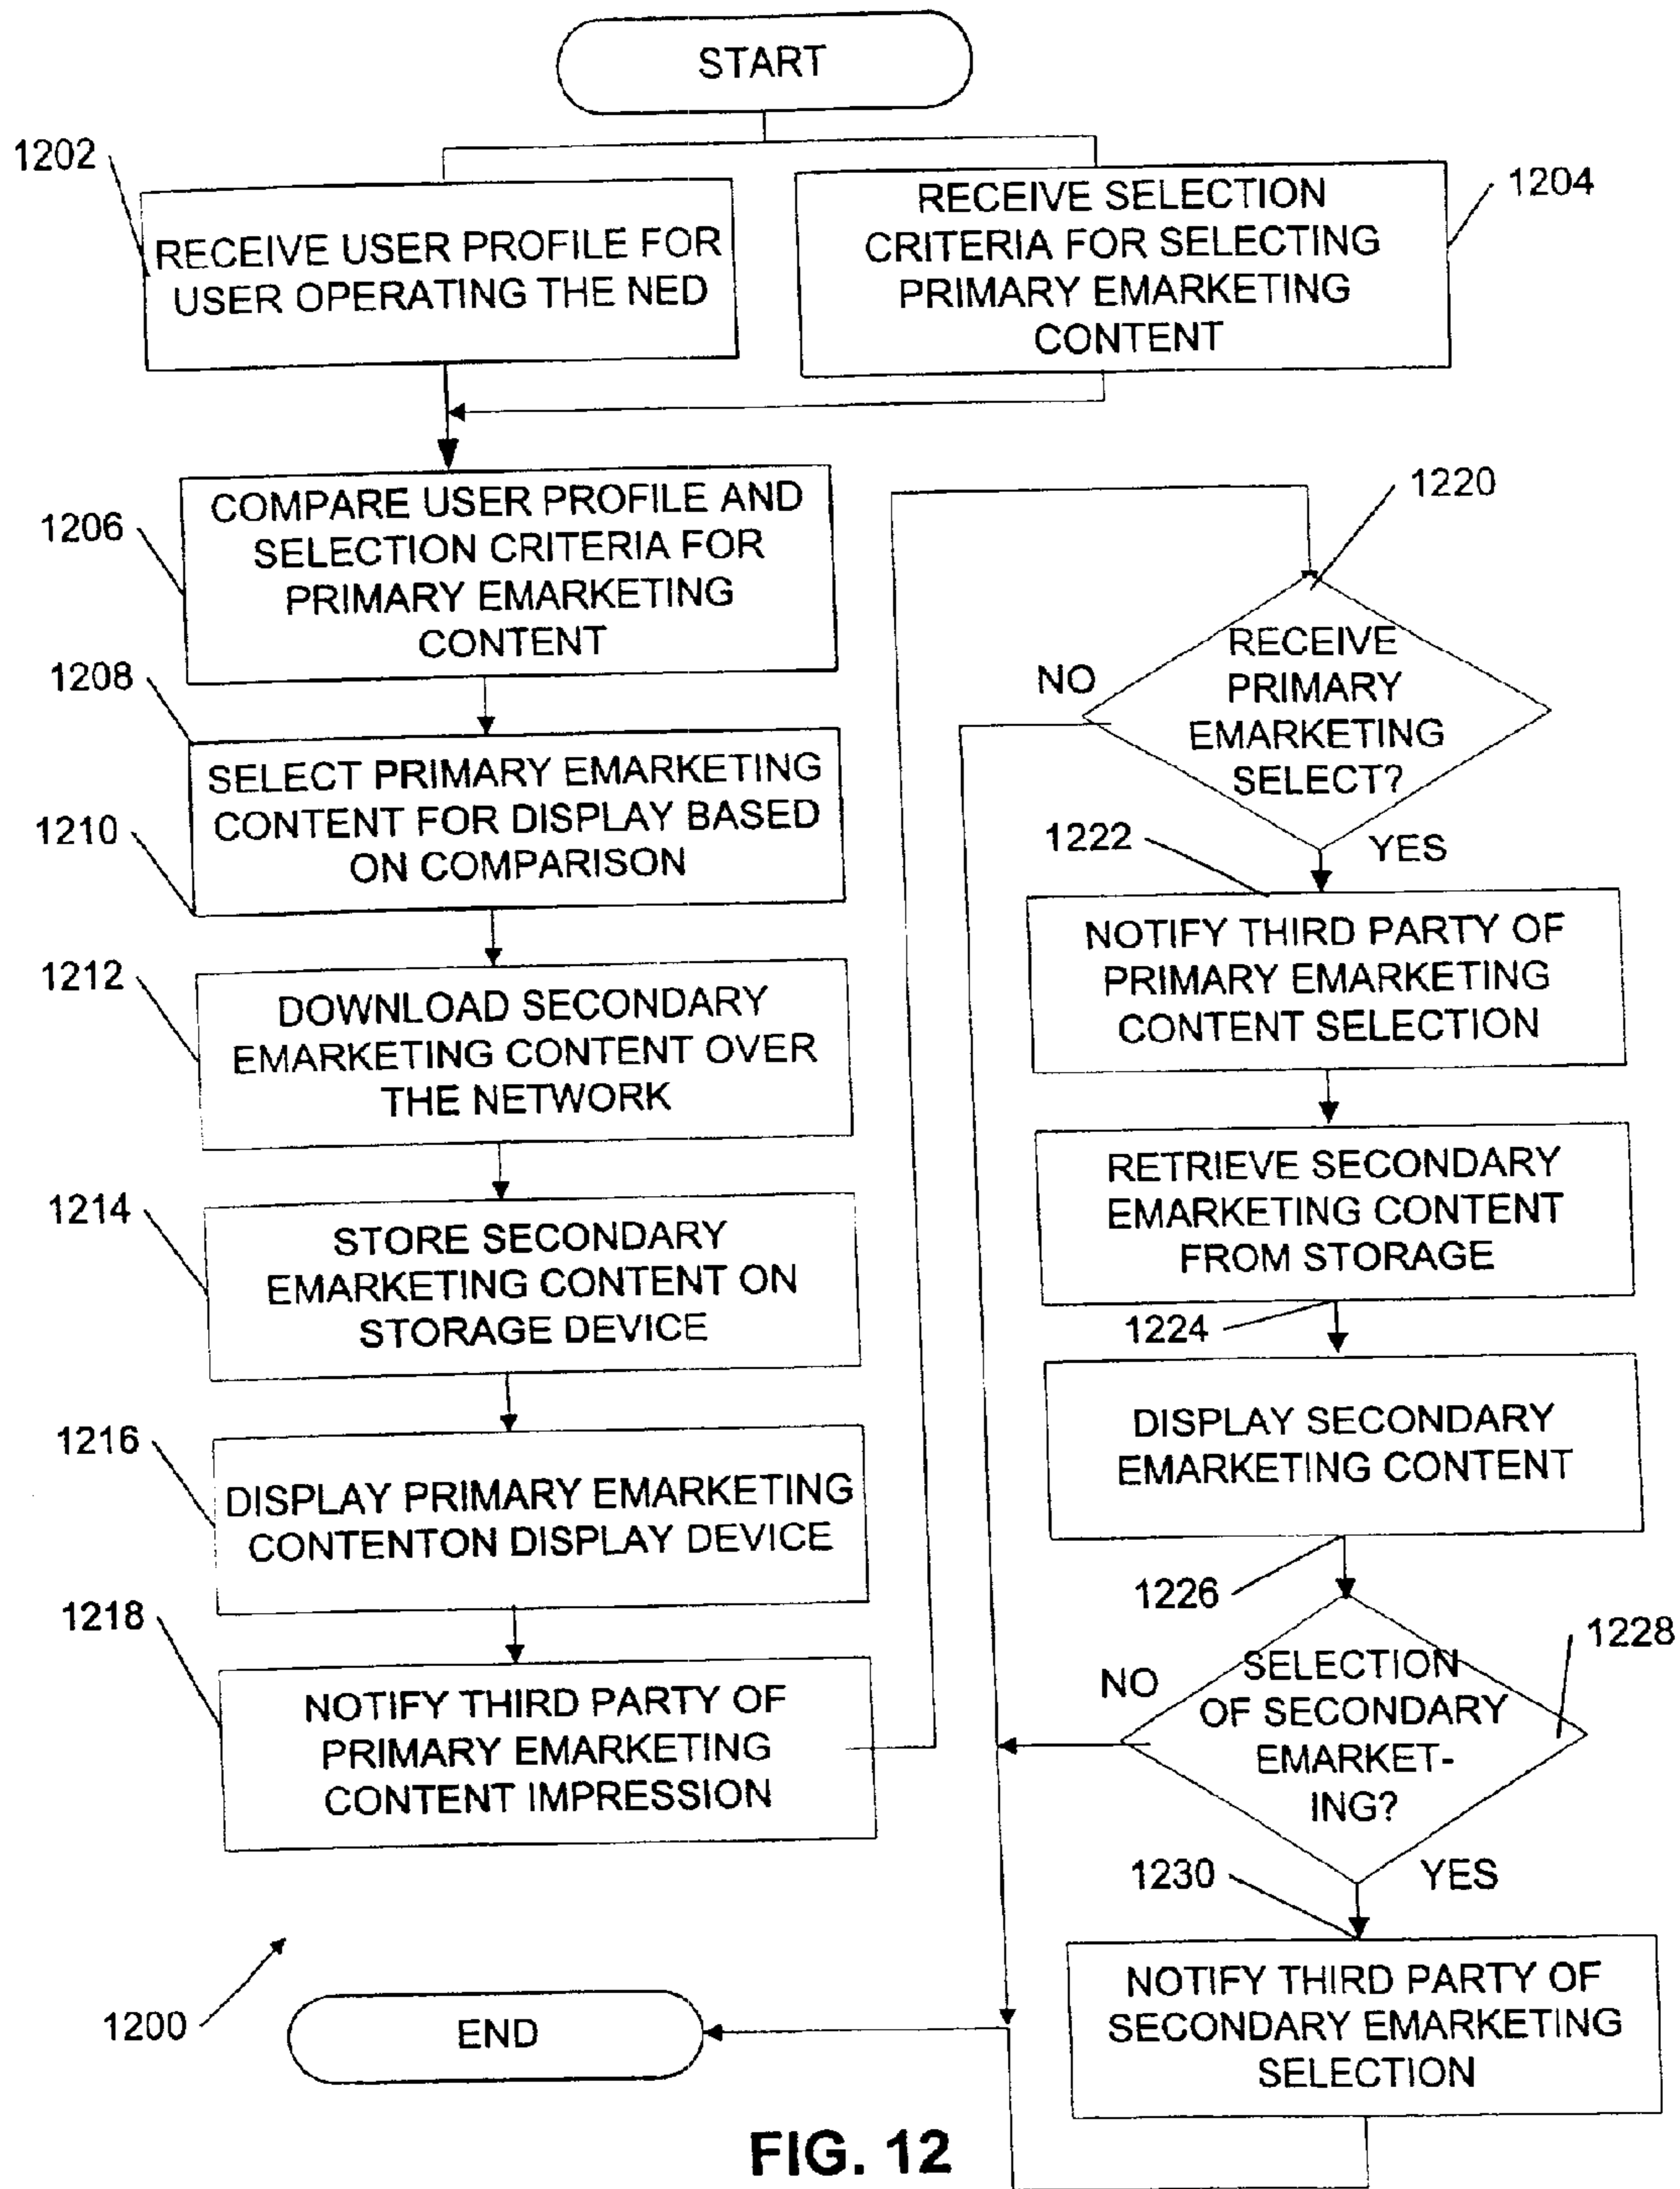 START
1202
RECEIVE USER PROFILE FOR
USER OPERATING THE NED
RECEIVE SELECTION
CRITERIA FOR SELECTING
PRIMARY EMARKETING
CONTENT
1204
1206
COMPARE USER PROFILE AND
SELECTION CRITERIA FOR
PRIMARY EMARKETING
CONTENT
1208
1210
SELECT PRIMARY EMARKETING
CONTENT FOR DISPLAY BASED
ON COMPARISON
1212
DOWNLOAD SECONDARY
EMARKETING CONTENT OVER
THE NETWORK
1214
STORE SECONDARY
EMARKETING CONTENT ON
STORAGE DEVICE
1216
DISPLAY PRIMARY EMARKETING
CONTENTON DISPLAY DEVICE
1218
NOTIFY THIRD PARTY OF
PRIMARY EMARKETING
CONTENT IMPRESSION
1220
RECEIVE
PRIMARY
EMARKETING
SELECT?
NO
YES
1222
NOTIFY THIRD PARTY OF
PRIMARY EMARKETING
CONTENT SELECTION
RETRIEVE SECONDARY
EMARKETING CONTENT
FROM STORAGE
1224
DISPLAY SECONDARY
EMARKETING CONTENT
1226
1228
SELECTION
OF SECONDARY
EMARKET-
ING?
NO
YES
1230
NOTIFY THIRD PARTY OF
SECONDARY EMARKETING
SELECTION
1200
END
FIG. 12